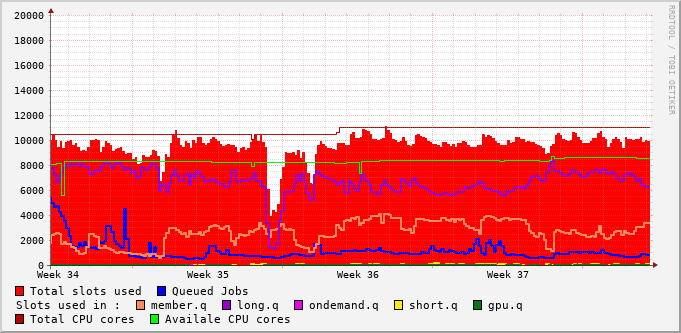 RRDTOOL / TOBI OETIKER
20000
18000
16000
14000
12000
10000
8000
6000
4000
2000
0
Week 34 Week 35 Week 36 Week 37
Total slots used Queued Jobs
Slots used in : member.q long.q ondemand.q short.q gpu.q
Total CPU cores Availale CPU cores